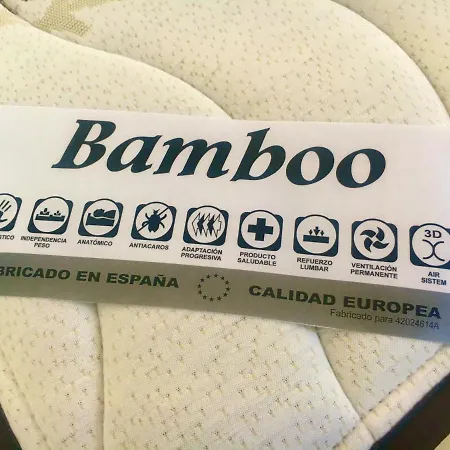 Bamboo
INDEPENDENCIA
PESO
ANATÓMICO
ANTIACAROS
ADAPTACIÓN
PROGRESIVA
PRODUCTO
SALUDABLE
REFUERZO
LUMBAR
VENTILACIÓN
PERMANENTE
3D
AIR
SISTEM
BRICADO EN ESPAÑA
CALIDAD EUROPEA
Fabricado para 42024614A